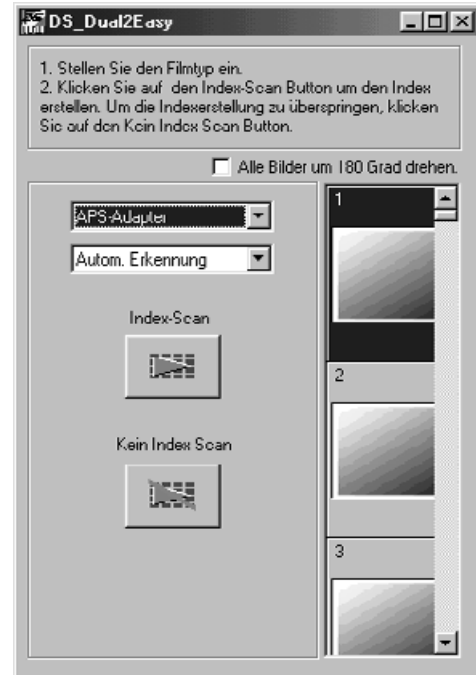 DS_Dual2Easy
1. Stellen Sie den Filmtyp ein.
2. Klicken Sie auf den Index-Scan Button um den Index
erstellen. Um die Indexerstellung zu überspringen, klicken
Sie auf den Kein Index Scan Button.
Alle Bilder um 180 Grad drehen.
APS-Adapter
Autom. Erkennung
Index-Scan
Kein Index Scan
1
2
3